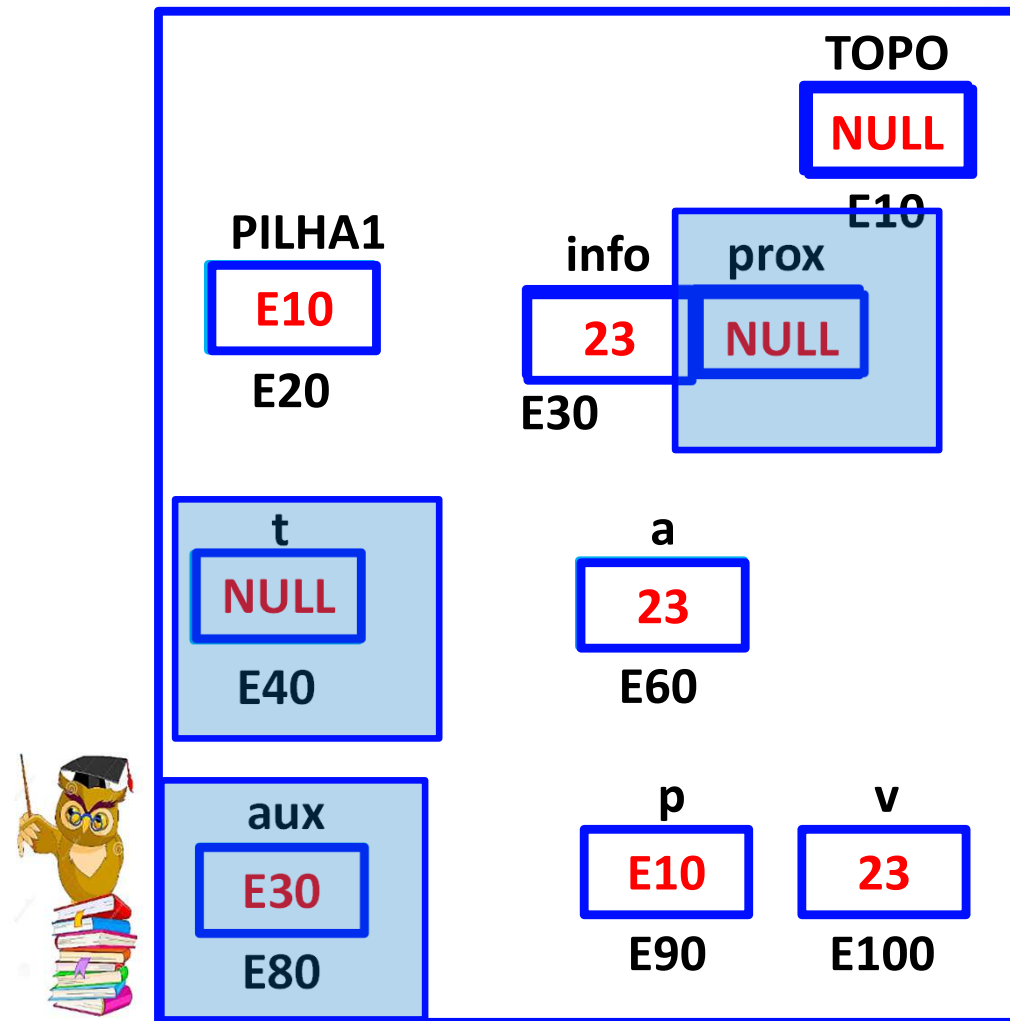 TOPO
NULL
E10
PILHA1
E10
E20
info prox
23 NULL
E30
t
NULL
E40
a
23
E60
aux
E30
E80
p v
E10 23
E90 E100